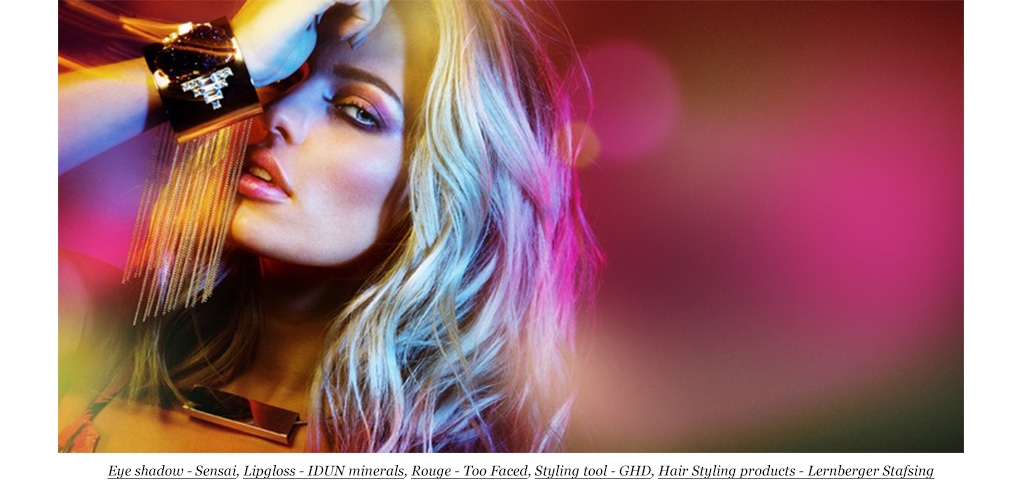 Eye shadow - Sensai, Lipgloss - IDUN minerals, Rouge - Too Faced, Styling tool - GHD, Hair Styling products - Lernberger Stafsing